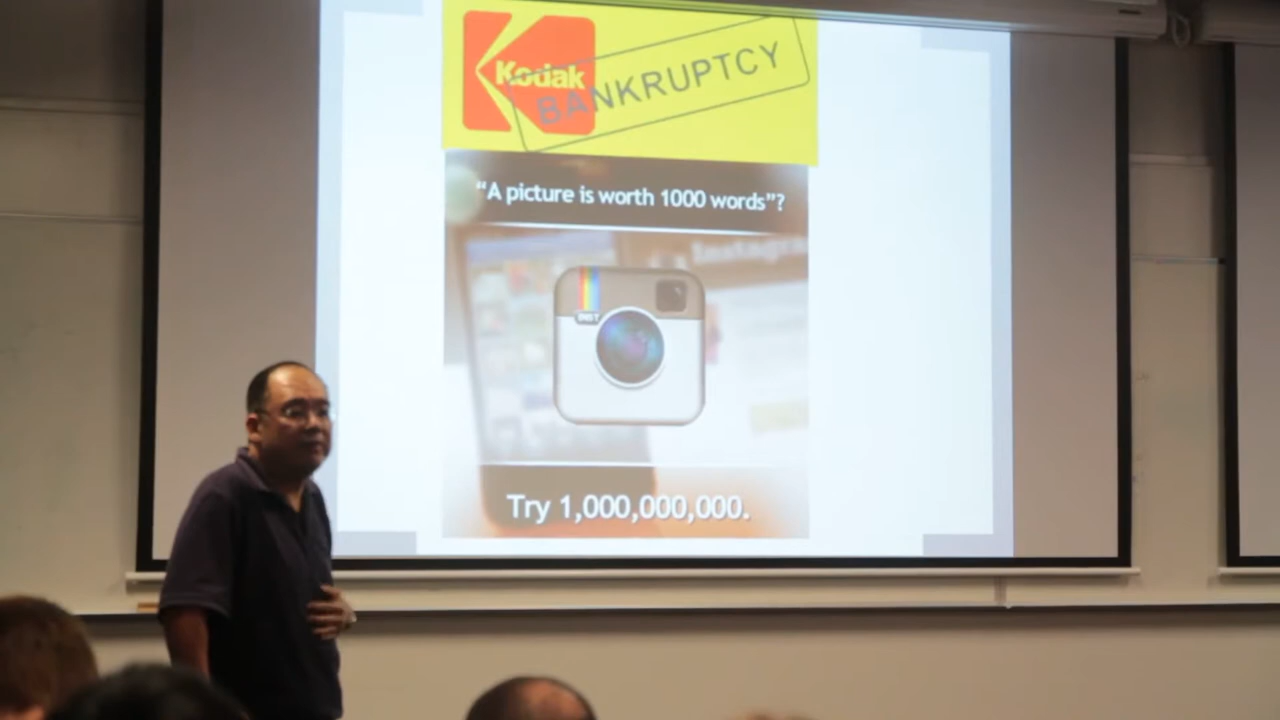 Kodak
BANKRUPTCY
“A picture is worth 1000 words”?
Instagram
INST
Try 1,000,000,000.